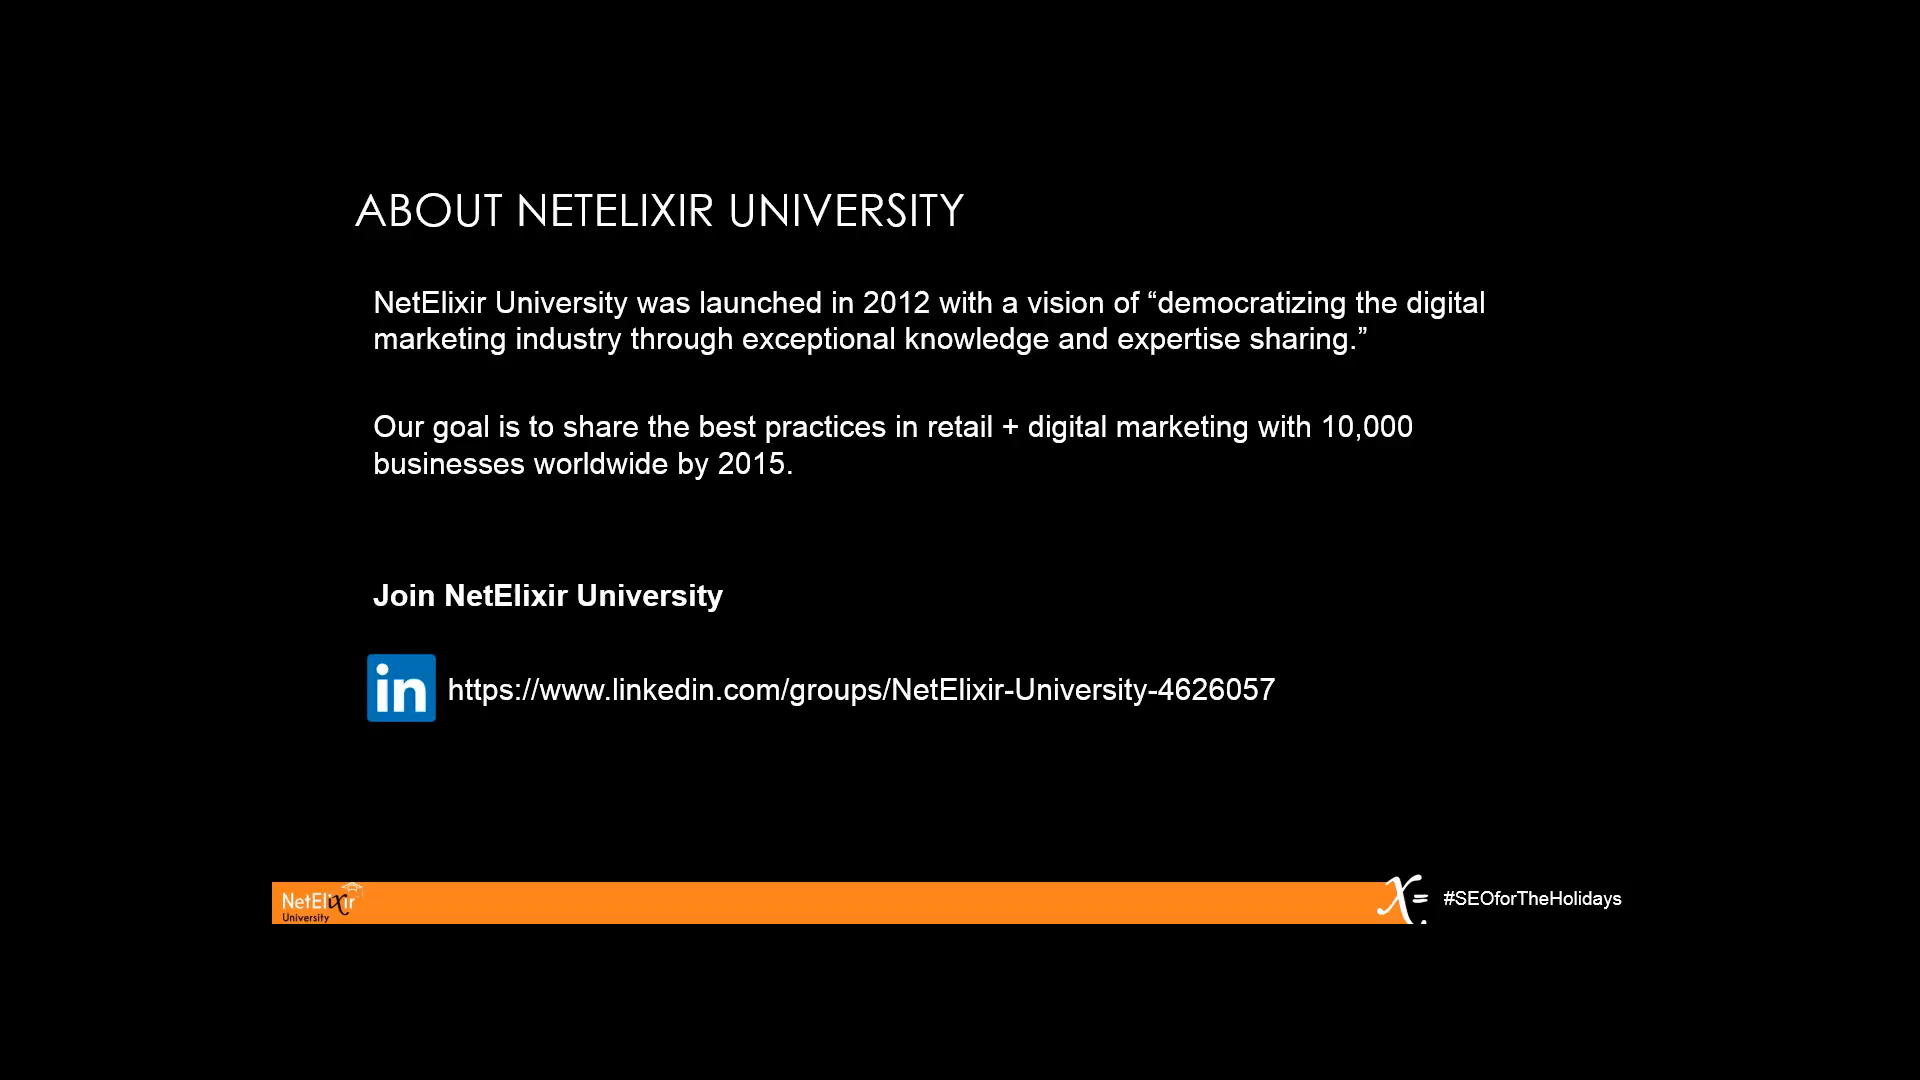 ABOUT NETELIXIR UNIVERSITY
NetElixir University was launched in 2012 with a vision of “democratizing the digital
marketing industry through exceptional knowledge and expertise sharing.”
Our goal is to share the best practices in retail + digital marketing with 10,000
businesses worldwide by 2015.
Join NetElixir University
in https://www.linkedin.com/groups/NetElixir-University-4626057
NetElixir
University
X= #SEOforTheHolidays